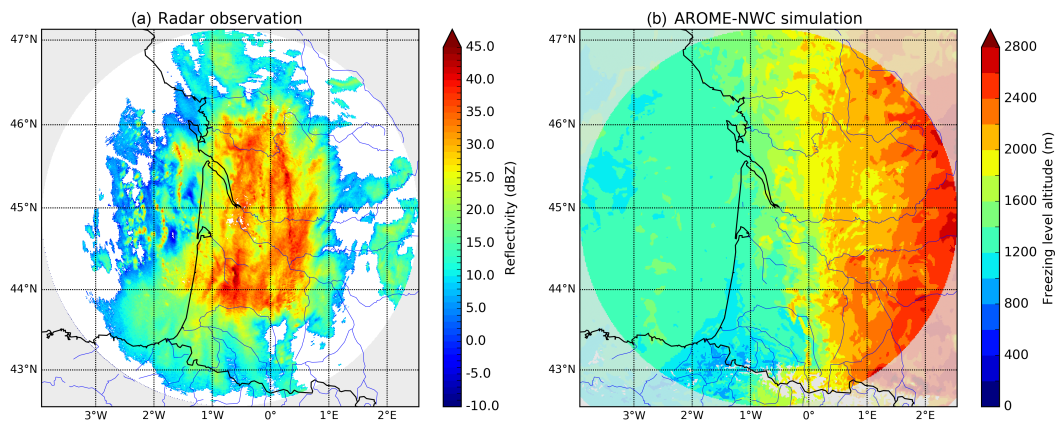 (a) Radar observation
47°N
46°N
45°N
44°N
43°N
3°W 2°W 1°W 0° 1°E 2°E
45.0
40.0
35.0
30.0
25.0
20.0
15.0
10.0
5.0
0.0
-5.0
-10.0
Reflectivity (dBZ)
(b) AROME-NWC simulation
47°N
46°N
45°N
44°N
43°N
3°W 2°W 1°W 0° 1°E 2°E
2800
2400
2000
1600
1200
800
400
0
Freezing level altitude (m)